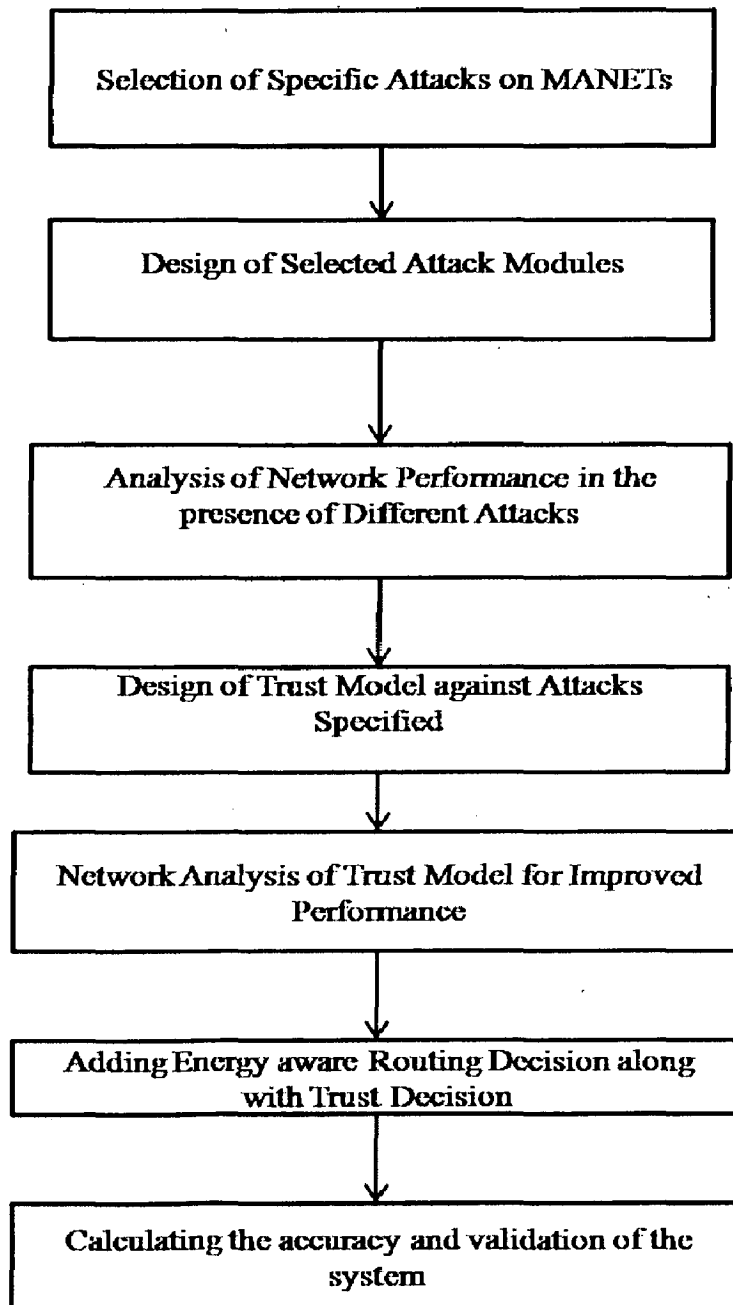 Selection of Specific Attacks on MANETs
Design of Selected Attack Modules
Analysis of Network Performance in the
presence of Different Attacks
Design of Trust Model against Attacks
Specified
Network Analysis of Trust Model for Improved
Performance
Adding Energy aware Routing Decision along
with Trust Decision
Calculating the accuracy and validation of the
system